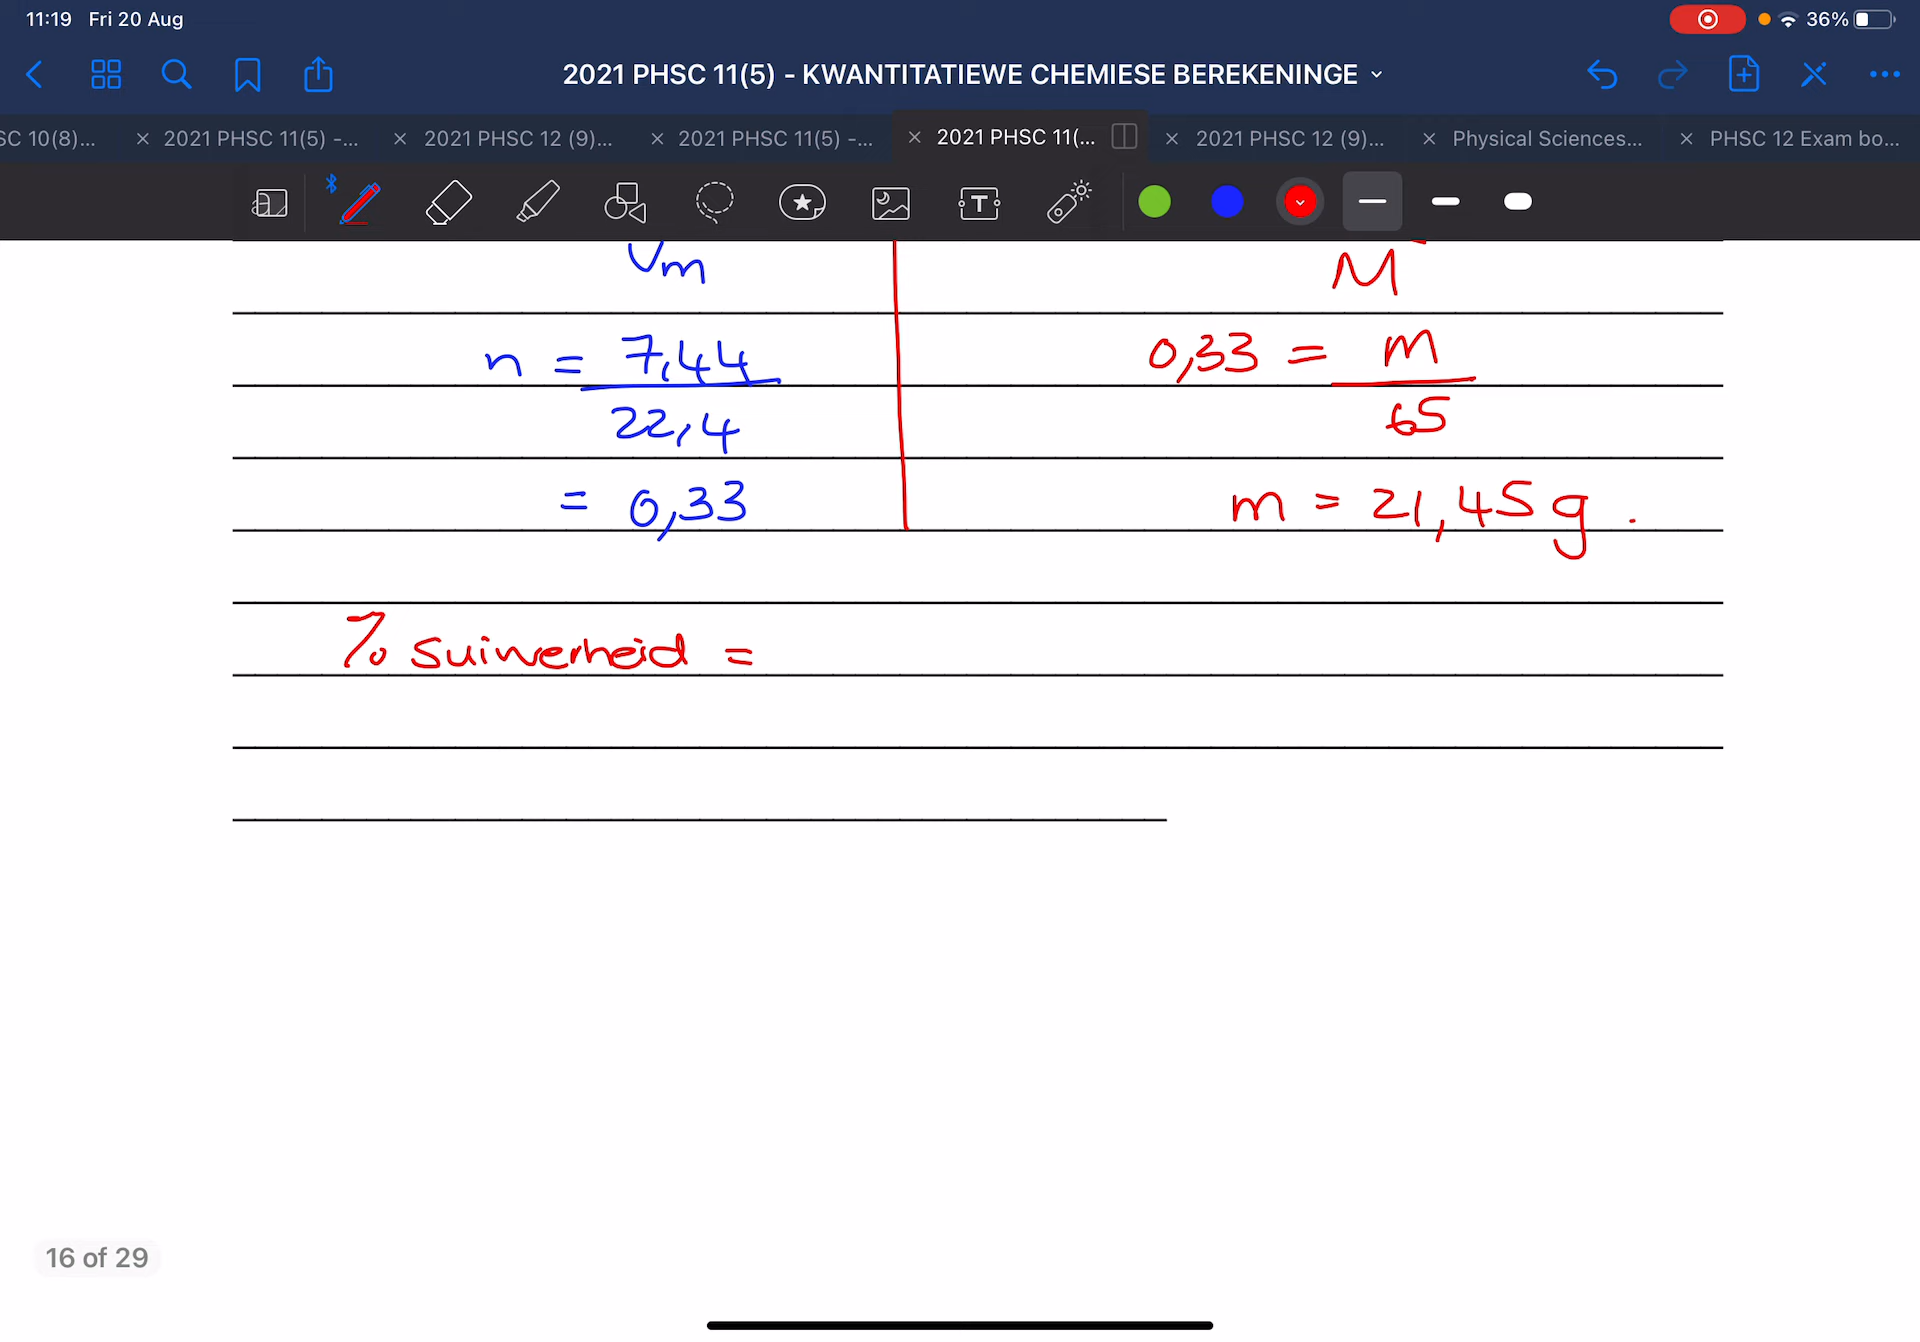 11:19 Fri 20 Aug
36%
2021 PHSC 11(5) - KWANTITATIEWE CHEMIESE BEREKENINGE
SC 10(8)... × 2021 PHSC 11(5) -... × 2021 PHSC 12 (9)... × 2021 PHSC 11(5) -... × 2021 PHSC 11(... × 2021 PHSC 12 (9)... × Physical Sciences... × PHSC 12 Exam bo...
T
Vm
n = 7,44
22,4
= 0,33
M
0,33 = m
65
m = 21,45 g.
% suiwerheid =
16 of 29